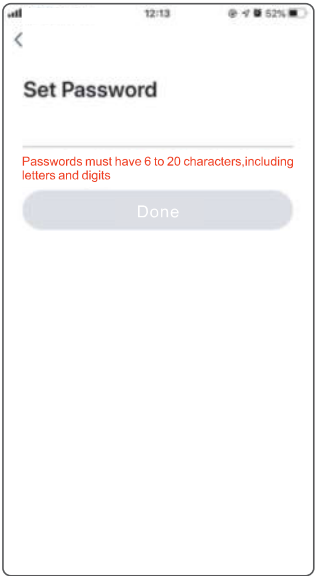 12:13
52%
Set Password
Passwords must have 6 to 20 characters,including
letters and digits
Done